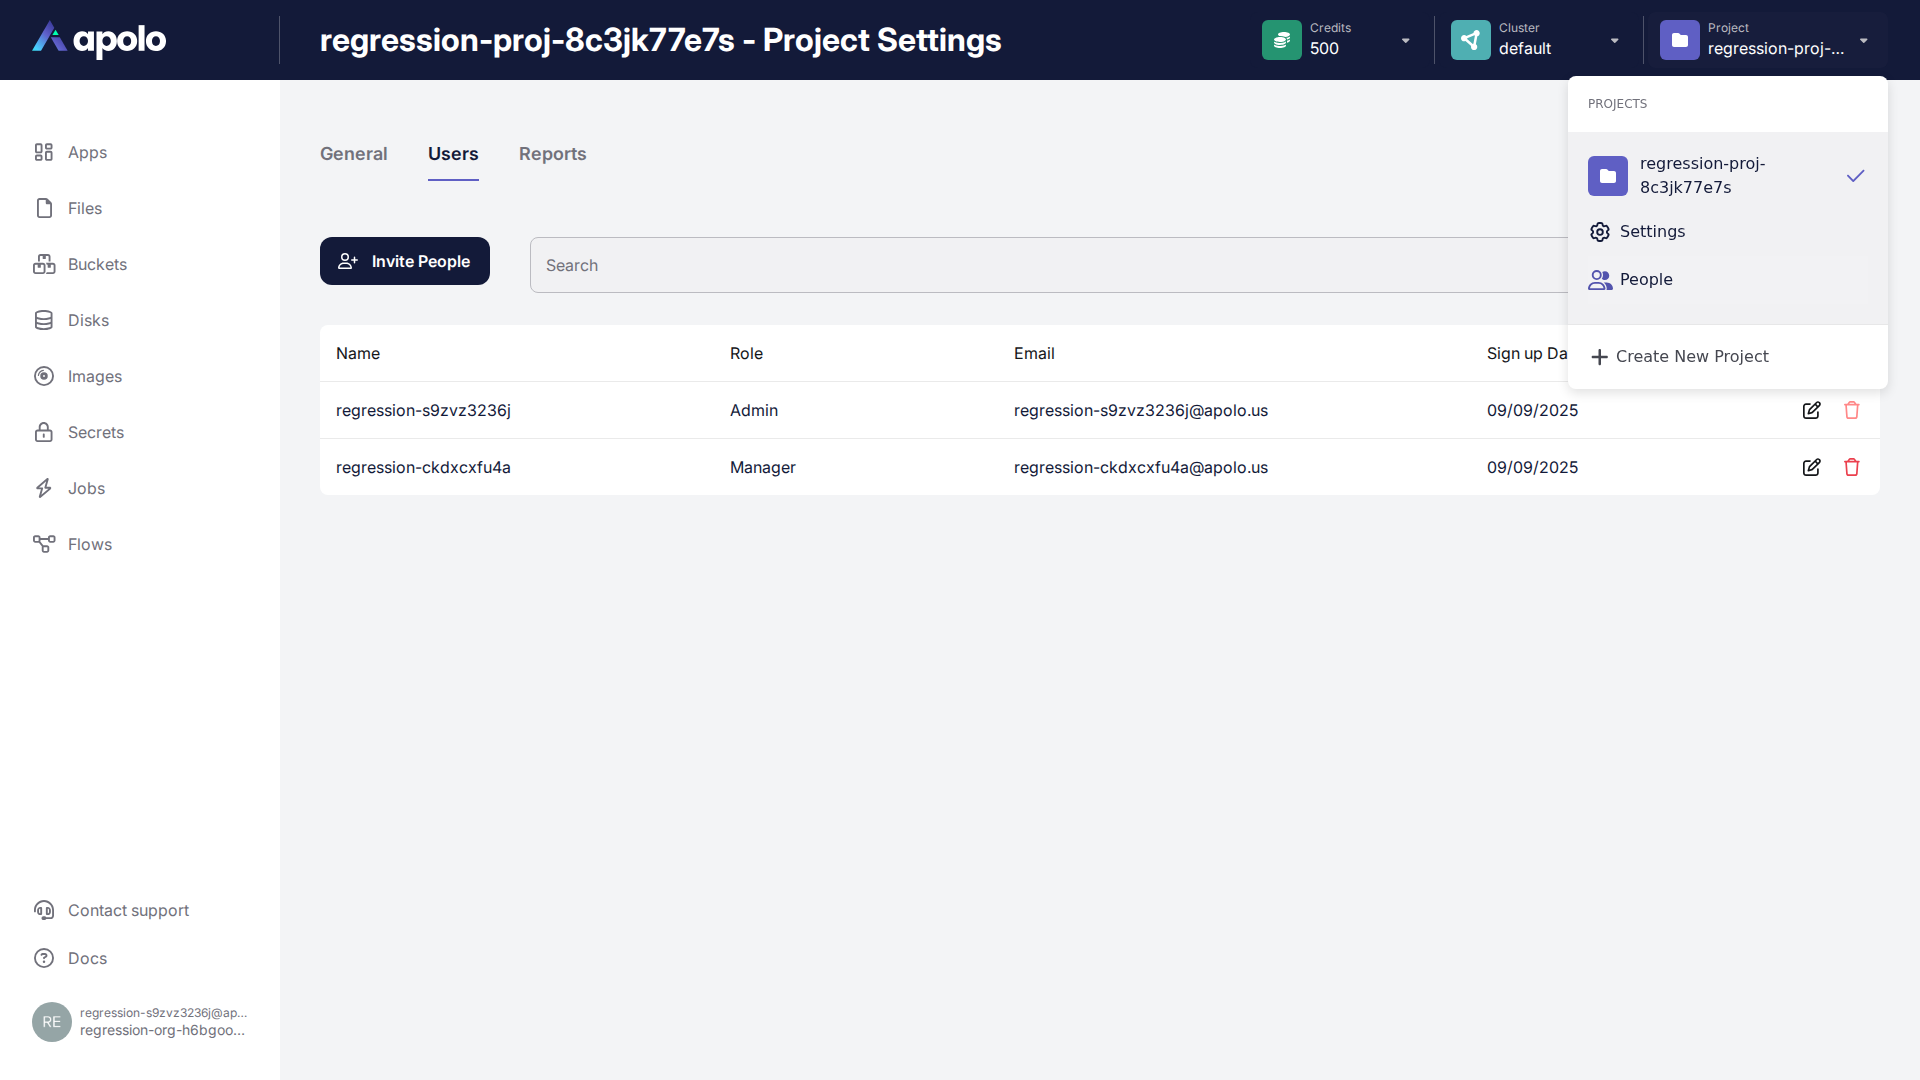 apolo
regression-proj-8c3jk77e7s - Project Settings
Credits
500
Cluster
default
Project
regression-proj-...
PROJECTS
regression-proj-
8c3jk77e7s
Settings
People
Create New Project
Apps
Files
Buckets
Disks
Images
Secrets
Jobs
Flows
General Users Reports
Invite People
Search
Name Role Email Sign up Da
regression-s9zvz3236j Admin regression-s9zvz3236j@apolo.us 09/09/2025
regression-ckdxcxfu4a Manager regression-ckdxcxfu4a@apolo.us 09/09/2025
Contact support
Docs
RE
regression-s9zvz3236j@ap...
regression-org-h6bgoo...